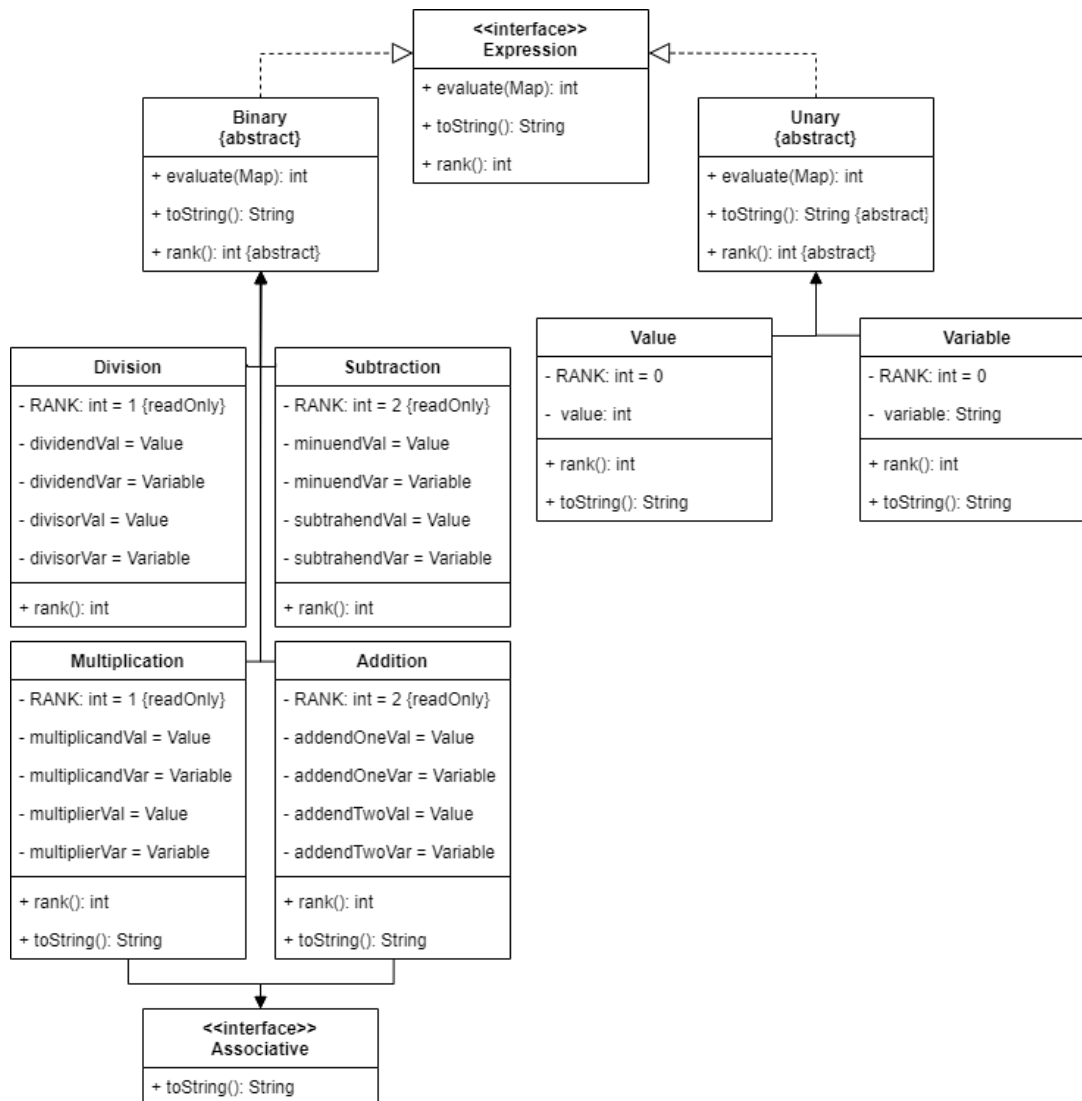 <<interface>>
Expression
+ evaluate(Map): int
+ toString(): String
+ rank(): int
Binary
{abstract}
+ evaluate(Map): int
+ toString(): String
+ rank(): int {abstract}
Unary
{abstract}
+ evaluate(Map): int
+ toString(): String {abstract}
+ rank(): int {abstract}
Division
- RANK: int = 1 {readOnly}
- dividendVal = Value
- dividendVar = Variable
- divisorVal = Value
- divisorVar = Variable
+ rank(): int
Subtraction
- RANK: int = 2 {readOnly}
- minuendVal = Value
- minuendVar = Variable
- subtrahendVal = Value
- subtrahendVar = Variable
+ rank(): int
Value
- RANK: int = 0
- value: int
+ rank(): int
+ toString(): String
Variable
- RANK: int = 0
- variable: String
+ rank(): int
+ toString(): String
Multiplication
- RANK: int = 1 {readOnly}
- multiplicandVal = Value
- multiplicandVar = Variable
- multiplierVal = Value
- multiplierVar = Variable
+ rank(): int
+ toString(): String
Addition
- RANK: int = 2 {readOnly}
- addendOneVal = Value
- addendOneVar = Variable
- addendTwoVal = Value
- addendTwoVar = Variable
+ rank(): int
+ toString(): String
<<interface>>
Associative
+ toString(): String